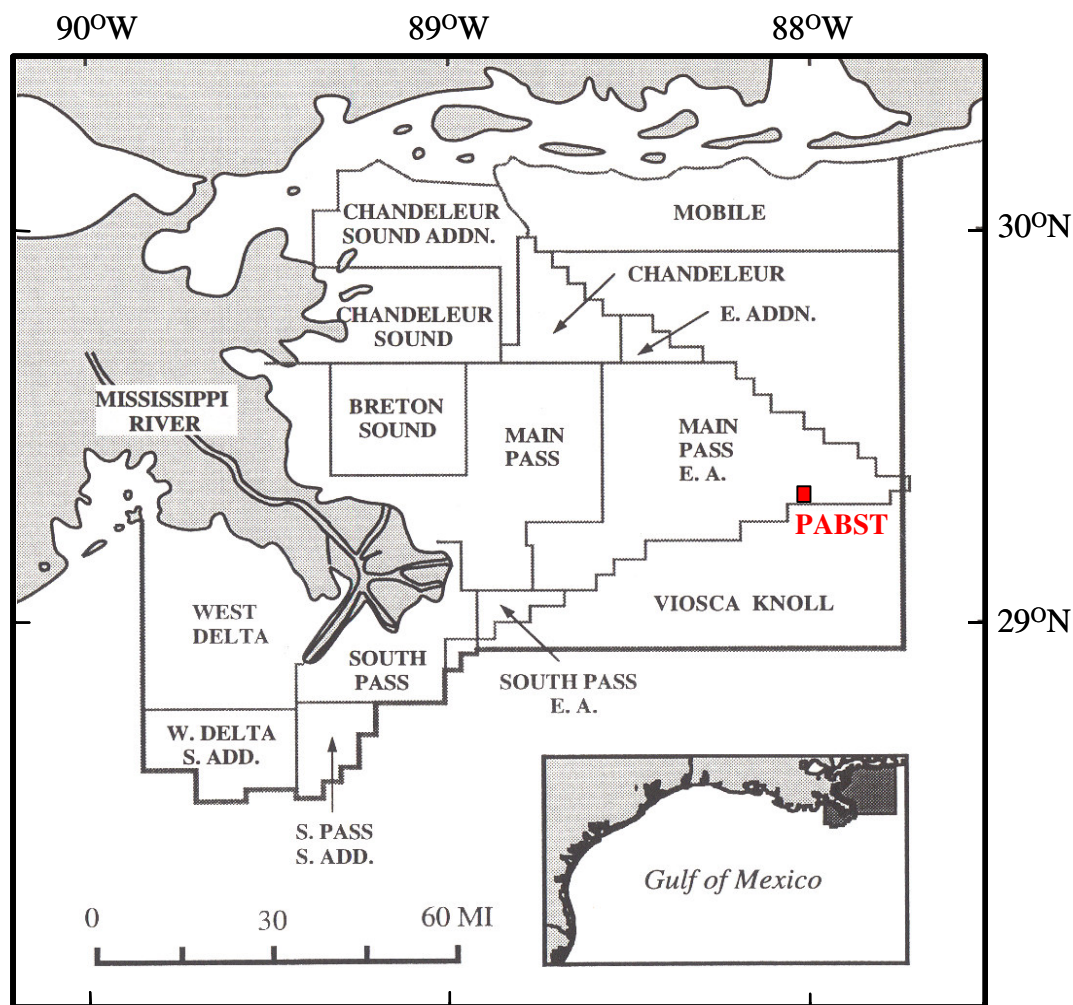 90°W
89°W
88°W
30°N
29°N
CHANDELEUR
SOUND ADDN.
MOBILE
CHANDELEUR
E. ADDN.
CHANDELEUR
SOUND
MISSISSIPPI
RIVER
BRETON
SOUND
MAIN
PASS
MAIN
PASS
E. A.
PABST
WEST
DELTA
VIOSCA KNOLL
SOUTH
PASS
SOUTH PASS
E. A.
W. DELTA
S. ADD.
S. PASS
S. ADD.
Gulf of Mexico
0
30
60 MI